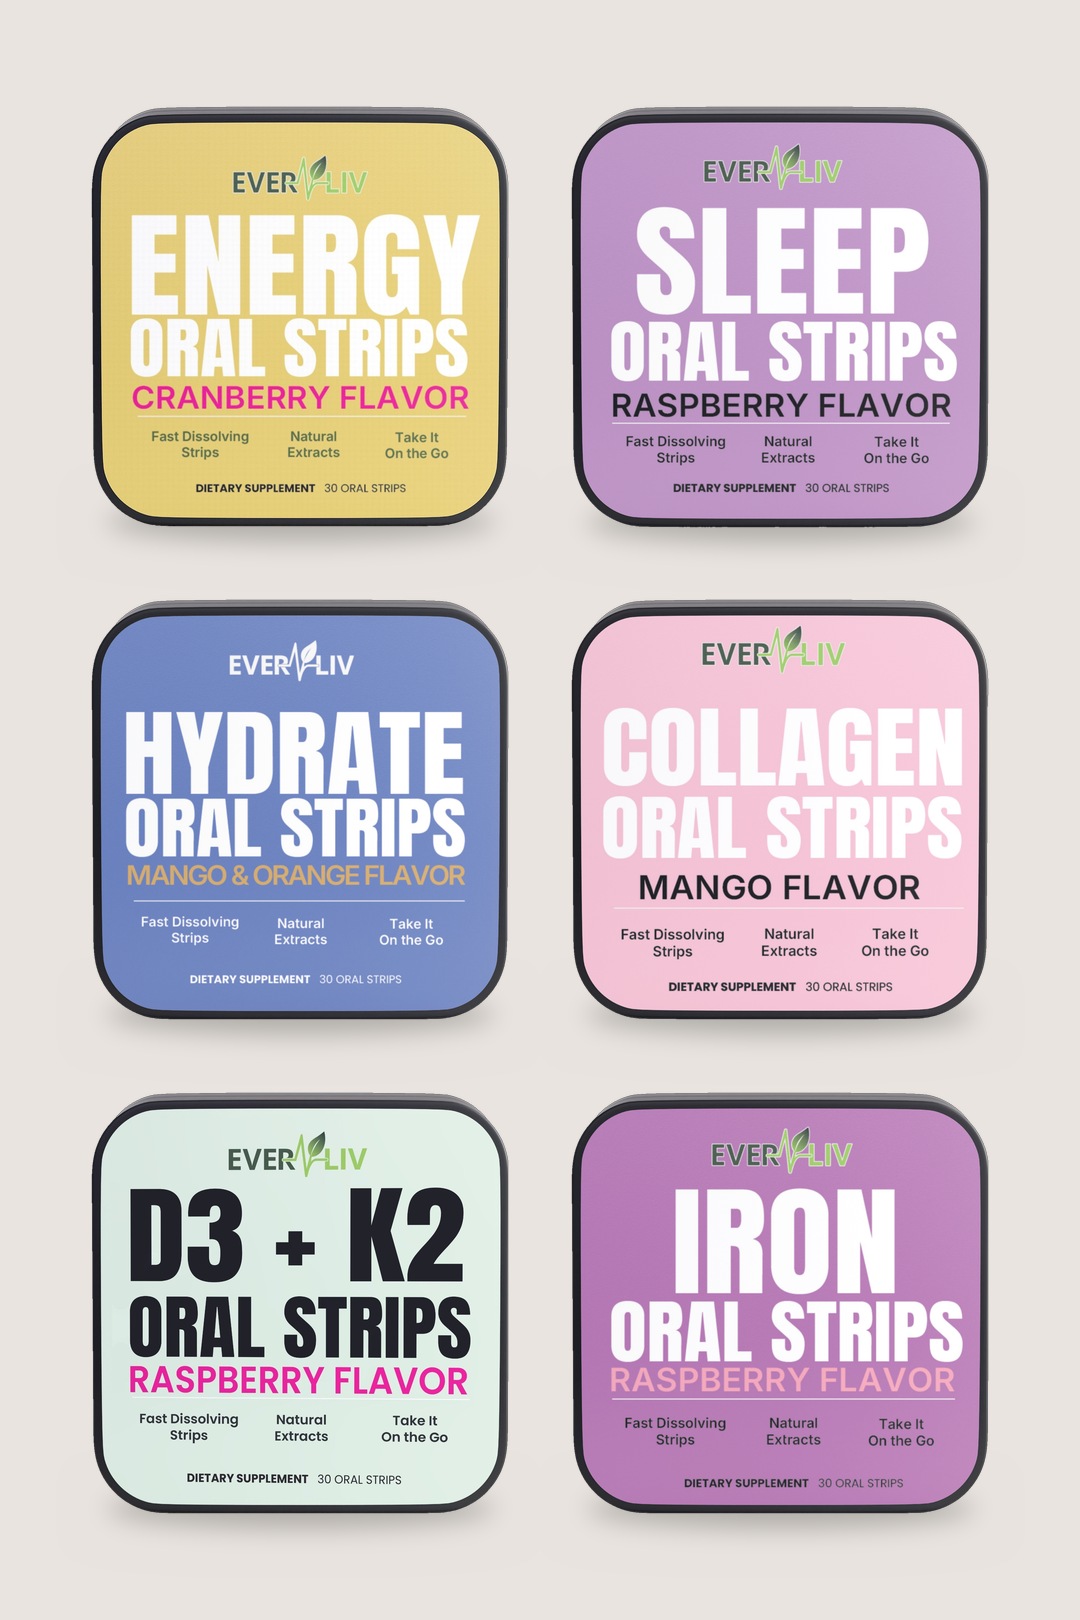 EVERLIV
ENERGY
ORAL STRIPS
CRANBERRY FLAVOR
Fast Dissolving Strips
Natural Extracts
Take It On the Go
DIETARY SUPPLEMENT 30 ORAL STRIPS
EVERLIV
SLEEP
ORAL STRIPS
RASPBERRY FLAVOR
Fast Dissolving Strips
Natural Extracts
Take It On the Go
DIETARY SUPPLEMENT 30 ORAL STRIPS
EVERLIV
HYDRATE
ORAL STRIPS
MANGO & ORANGE FLAVOR
Fast Dissolving Strips
Natural Extracts
Take It On the Go
DIETARY SUPPLEMENT 30 ORAL STRIPS
EVERLIV
COLLAGEN
ORAL STRIPS
MANGO FLAVOR
Fast Dissolving Strips
Natural Extracts
Take It On the Go
DIETARY SUPPLEMENT 30 ORAL STRIPS
EVERLIV
D3 + K2
ORAL STRIPS
RASPBERRY FLAVOR
Fast Dissolving Strips
Natural Extracts
Take It On the Go
DIETARY SUPPLEMENT 30 ORAL STRIPS
EVERLIV
IRON
ORAL STRIPS
RASPBERRY FLAVOR
Fast Dissolving Strips
Natural Extracts
Take It On the Go
DIETARY SUPPLEMENT 30 ORAL STRIPS